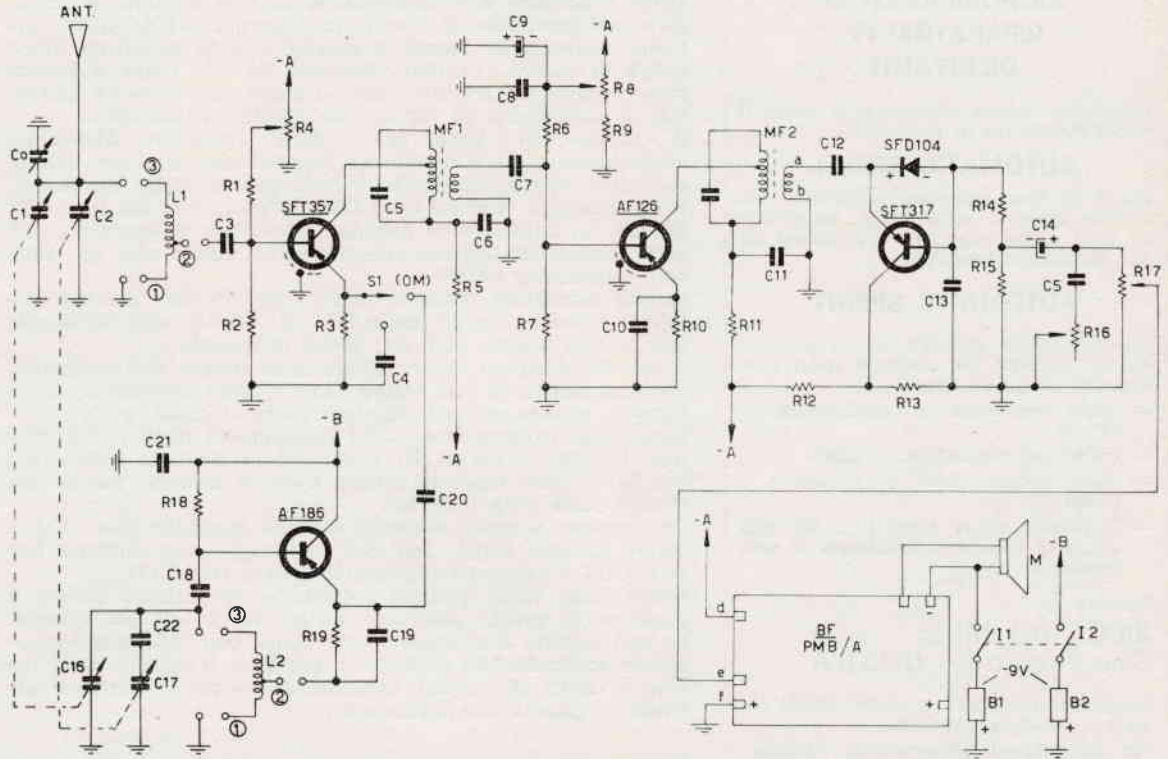 ANT.
C9
+ -
-A
-A
R4
C8
R8
R9
R6
MF1
MF2
C12
SFD104
+
Co
③
L1
C1
C2
②
①
R1
C3
SFT357
C5
C7
C6
R5
AF126
a
b
SFT317
R14
C14
- +
R2
R3
S1 (OM)
C4
R7
C10
R10
C11
R11
C13
R15
C5
R16
R17
-A
R12
R13
-A
-B
C21
R18
AF186
C20
C18
③
C22
C16
C17
L2
②
①
R19
C19
-A
d
BF
PMB/A
e
f
+
-
+
M
-B
I1
I2
-9V
B1
B2
+
+